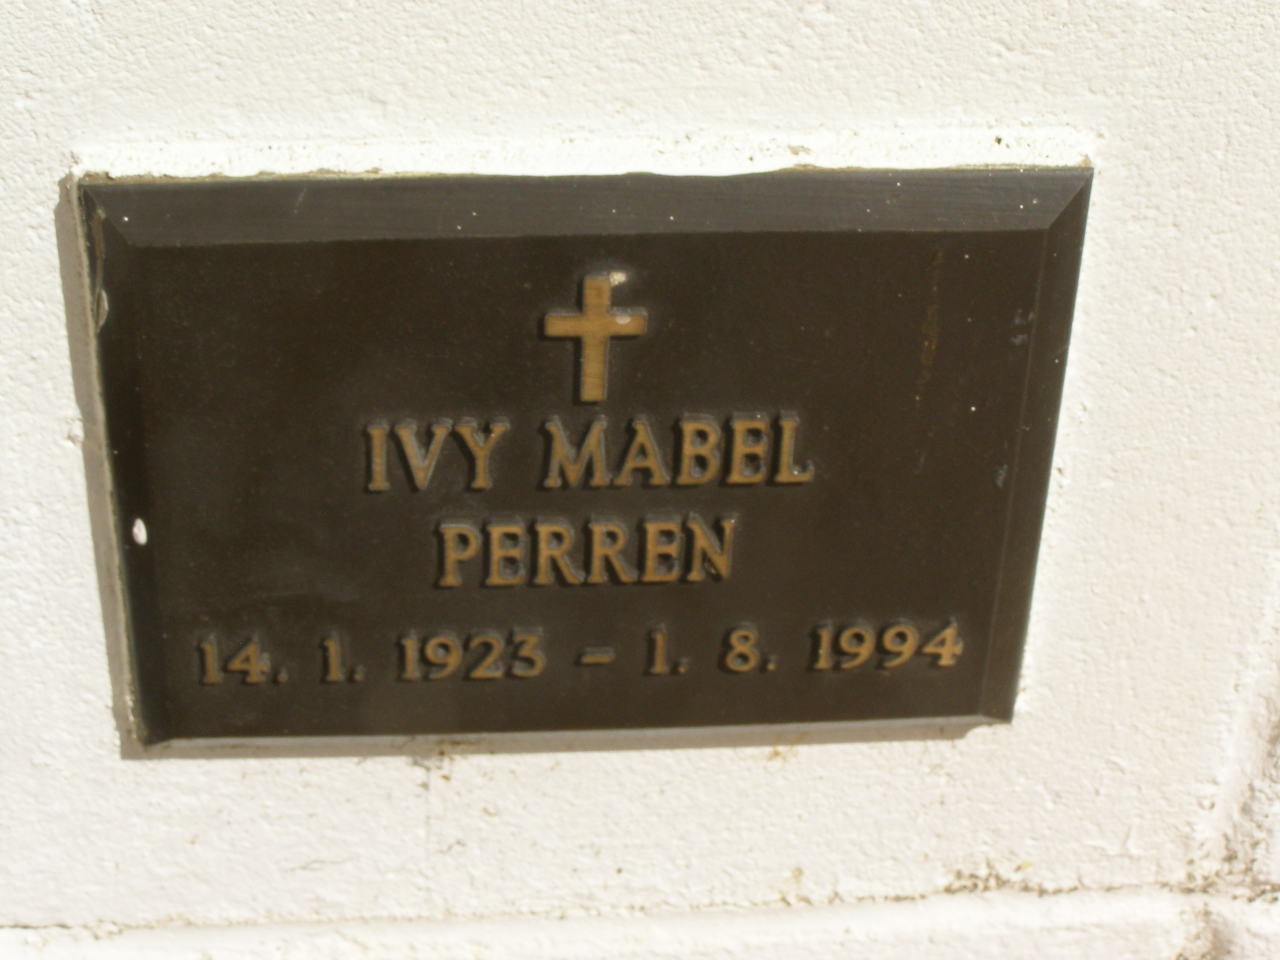 IVY MABEL
PERREN
14. 1. 1923 - 1. 8. 1994